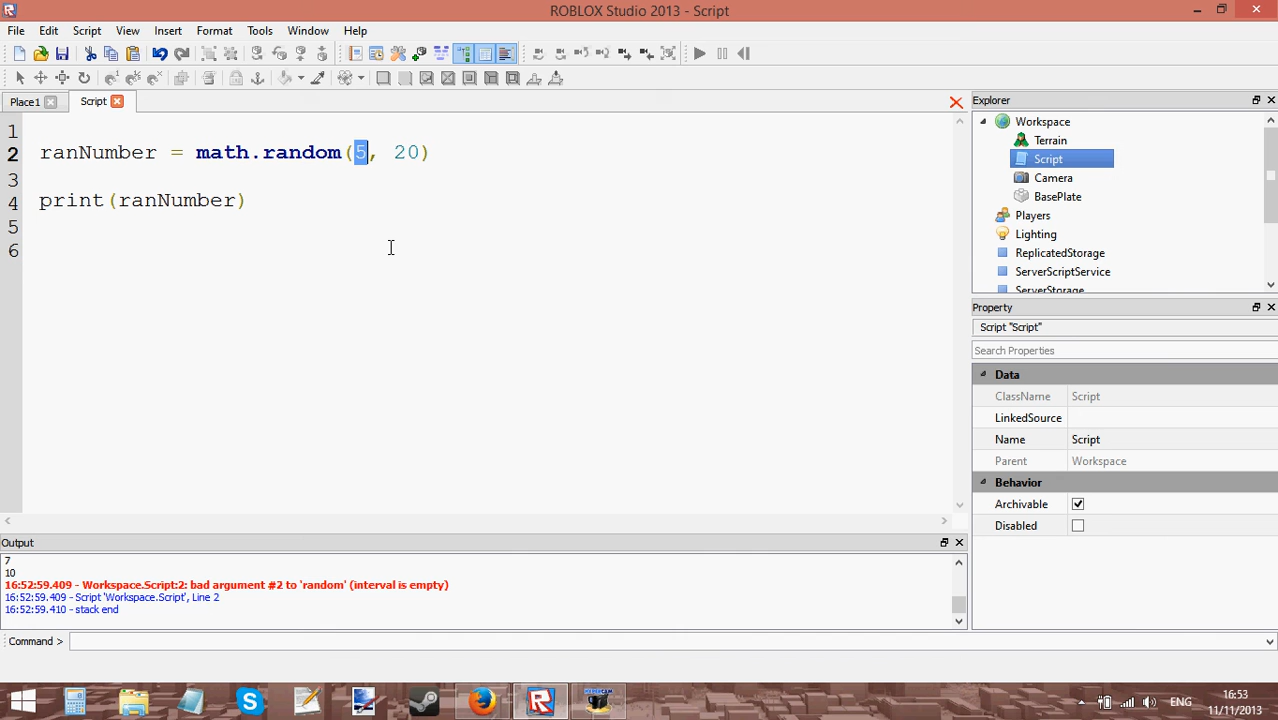 ROBLOX Studio 2013 - Script
File Edit Script View Insert Format Tools Window Help
Place1 Script
1
2 ranNumber = math.random(5, 20)
3
4 print(ranNumber)
5
6
Explorer
Workspace
Terrain
Script
Camera
BasePlate
Players
Lighting
ReplicatedStorage
ServerScriptService
ServerStorage
Property
Script "Script"
Search Properties
Data
ClassName Script
LinkedSource
Name Script
Parent Workspace
Behavior
Archivable
Disabled
Output
7
10
16:52:59.409 - Workspace.Script:2: bad argument #2 to 'random' (interval is empty)
16:52:59.409 - Script 'Workspace.Script', Line 2
16:52:59.410 - stack end
Command >
ENG
16:53
11/11/2013